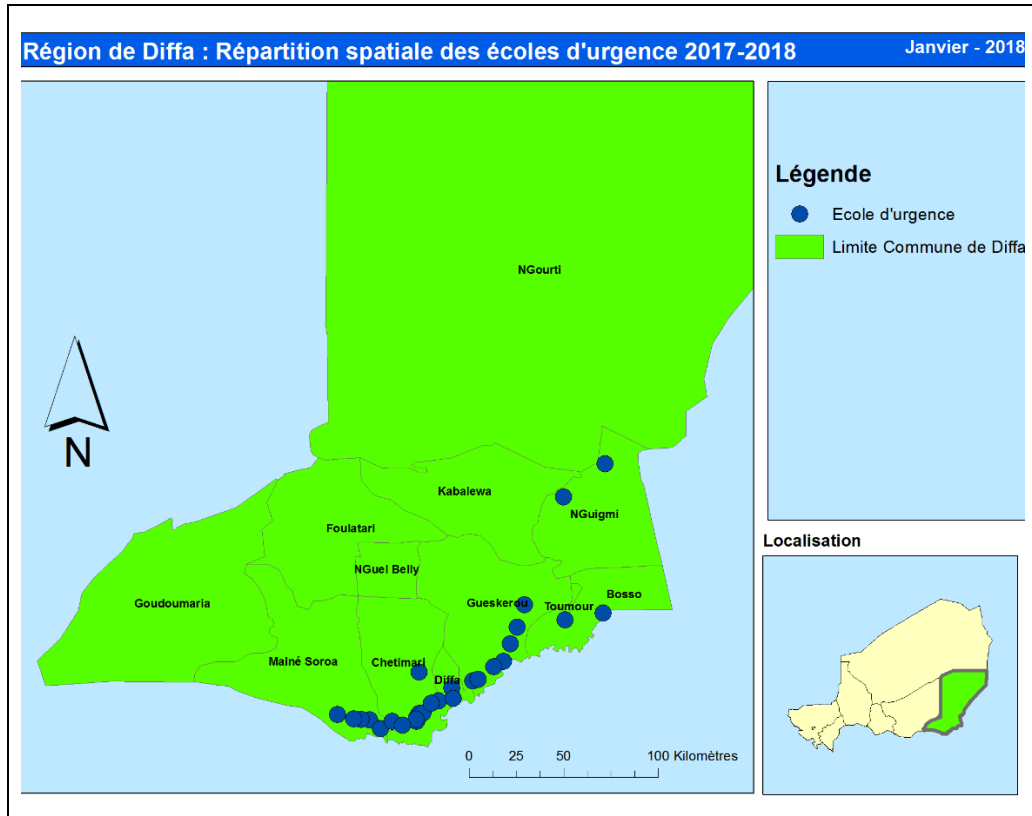 Région de Diffa : Répartition spatiale des écoles d'urgence 2017-2018
Janvier - 2018
Légende
Ecole d'urgence
Limite Commune de Diffa
NGourti
N
Kabalewa
NGuigmi
Foulatari
NGuel Belly
Goudoumaria
Gueskerou
Toumour
Bosso
Maïné Soroa
Chetimari
Diffa
0 25 50 100 Kilomètres
Localisation